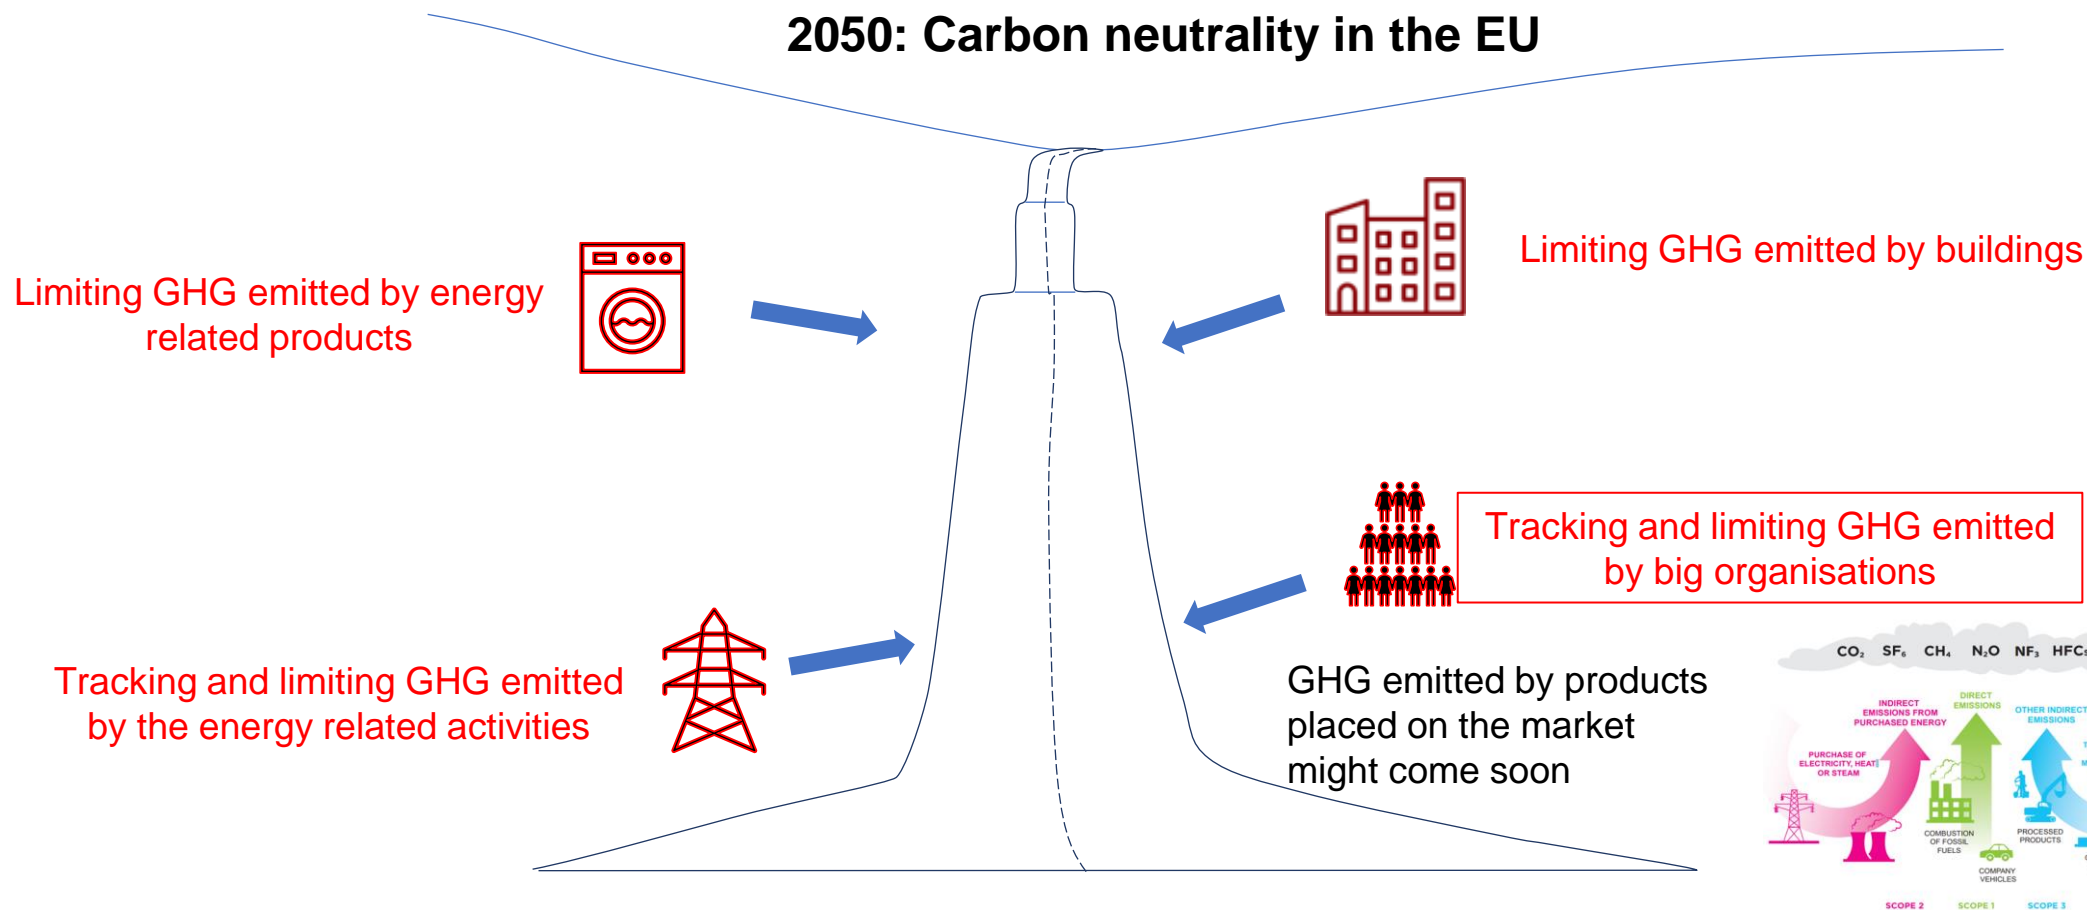 2050: Carbon neutrality in the EU
Limiting GHG emitted by energy
related products
Limiting GHG emitted by buildings
Tracking and limiting GHG emitted
by big organisations
Tracking and limiting GHG emitted
by the energy related activities
GHG emitted by products
placed on the market
might come soon
CO₂ SF₆ CH₄ N₂O NF₃ HFCs
INDIRECT
EMISSIONS FROM
PURCHASED ENERGY
DIRECT
EMISSIONS
OTHER INDIRECT
EMISSIONS
PURCHASE OF
ELECTRICITY, HEAT
OR STEAM
COMBUSTION
OF FOSSIL
FUELS
PROCESSED
PRODUCTS
COMPANY
VEHICLES
SCOPE 2
SCOPE 1
SCOPE 3